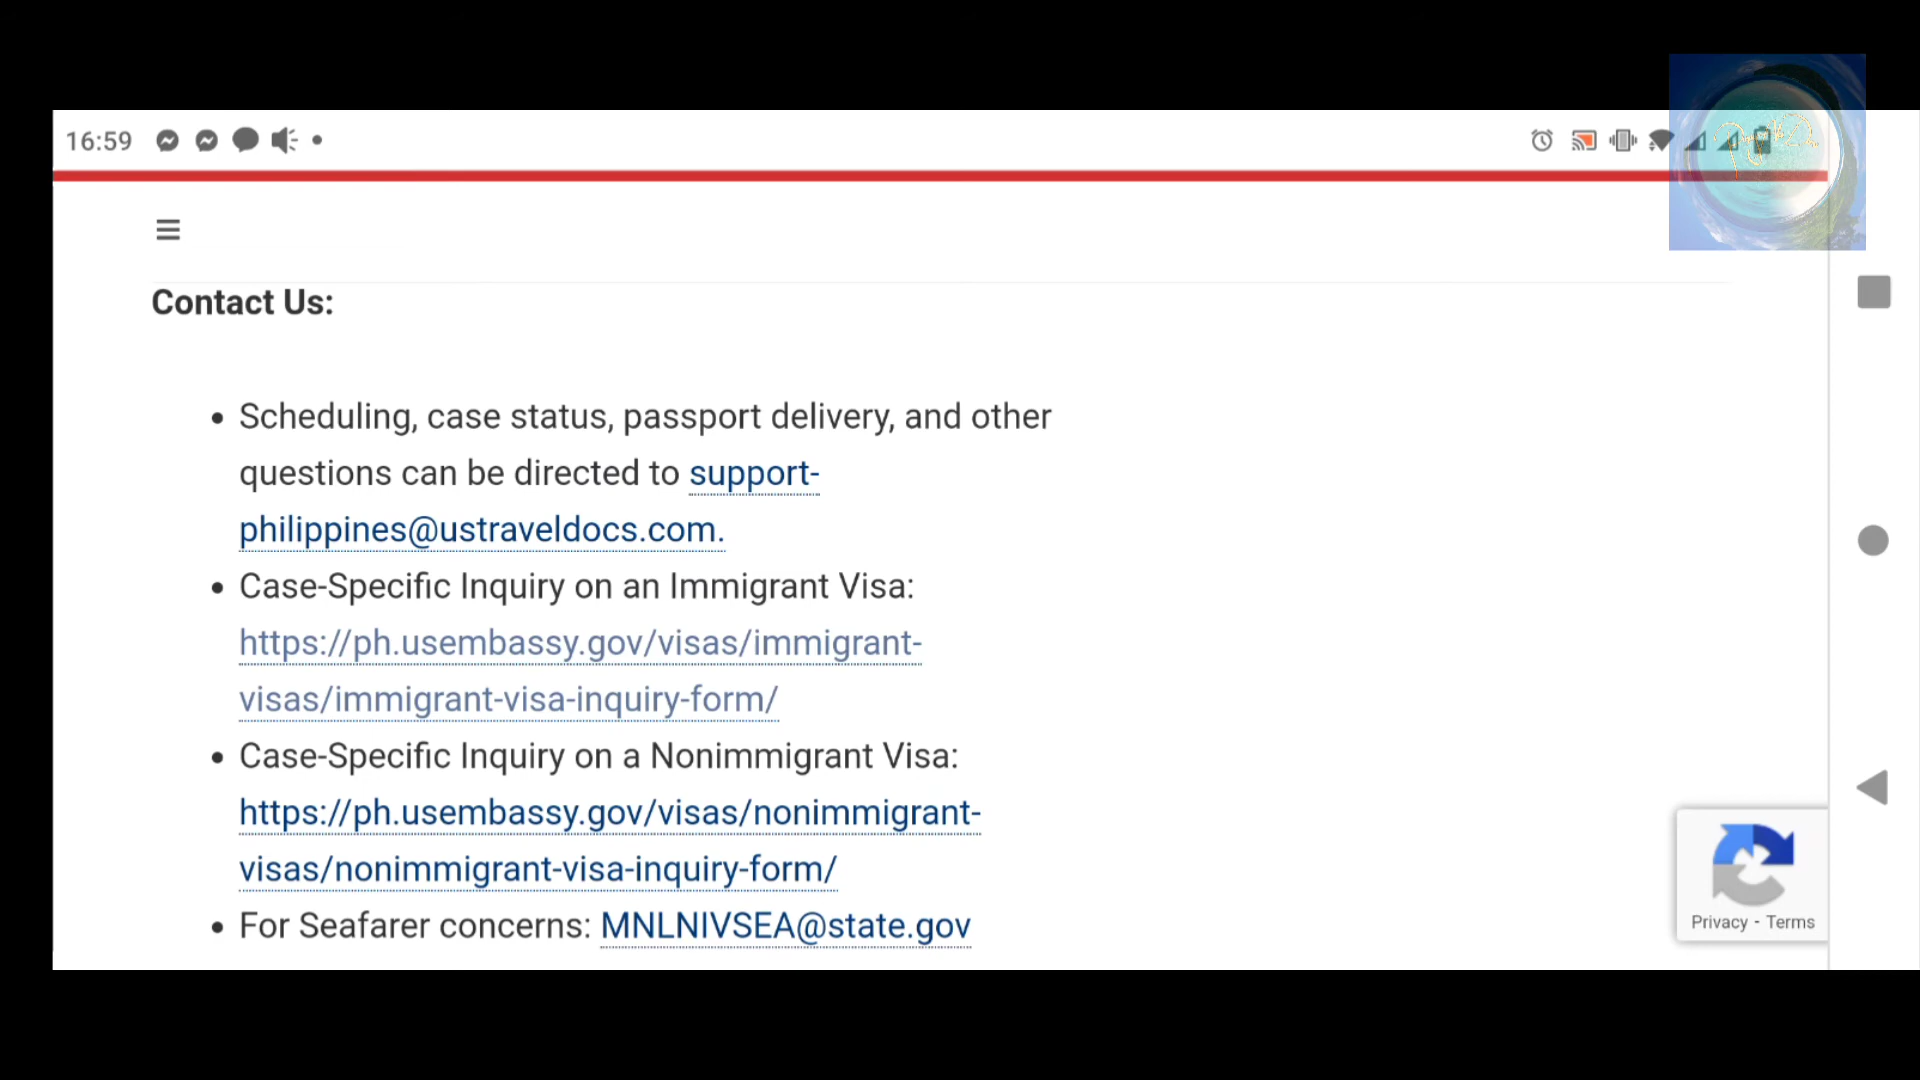 16:59
Contact Us:
Scheduling, case status, passport delivery, and other
questions can be directed to support-
philippines@ustraveldocs.com.
Case-Specific Inquiry on an Immigrant Visa:
https://ph.usembassy.gov/visas/immigrant-
visas/immigrant-visa-inquiry-form/
Case-Specific Inquiry on a Nonimmigrant Visa:
https://ph.usembassy.gov/visas/nonimmigrant-
visas/nonimmigrant-visa-inquiry-form/
For Seafarer concerns: MNLNIVSEA@state.gov
Privacy - Terms